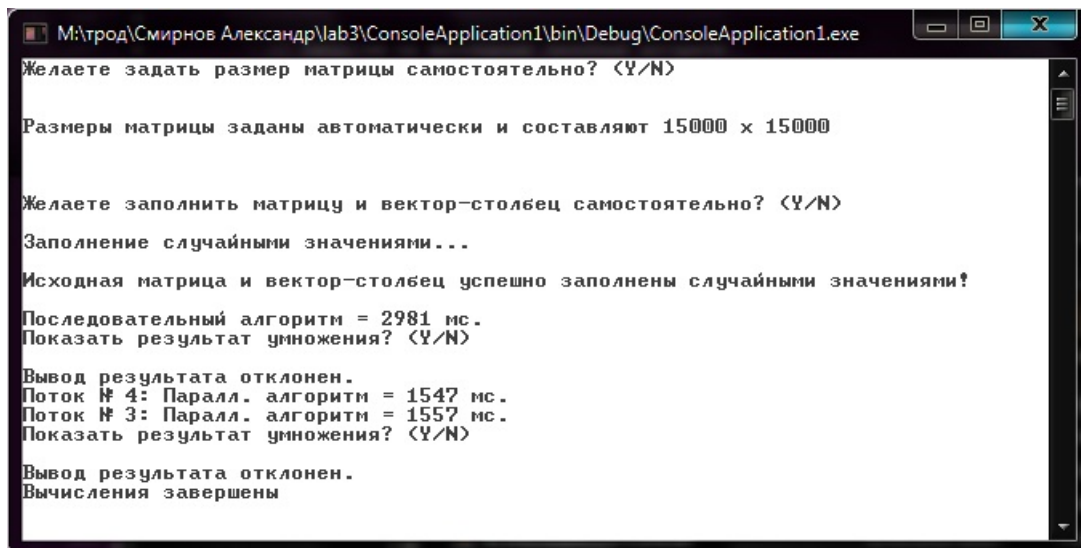 М:\трод\Смирнов Александр\lab3\ConsoleApplication1\bin\Debug\ConsoleApplication1.exe
Желаете задать размер матрицы самостоятельно? (Y/N)
Размеры матрицы заданы автоматически и составляют 15000 x 15000
Желаете заполнить матрицу и вектор-столбец самостоятельно? (Y/N)
Заполнение случайными значениями...
Исходная матрица и вектор-столбец успешно заполнены случайными значениями!
Последовательный алгоритм = 2981 мс.
Показать результат умножения? (Y/N)
Вывод результата отклонен.
Поток № 4: Паралл. алгоритм = 1547 мс.
Поток № 3: Паралл. алгоритм = 1557 мс.
Показать результат умножения? (Y/N)
Вывод результата отклонен.
Вычисления завершены